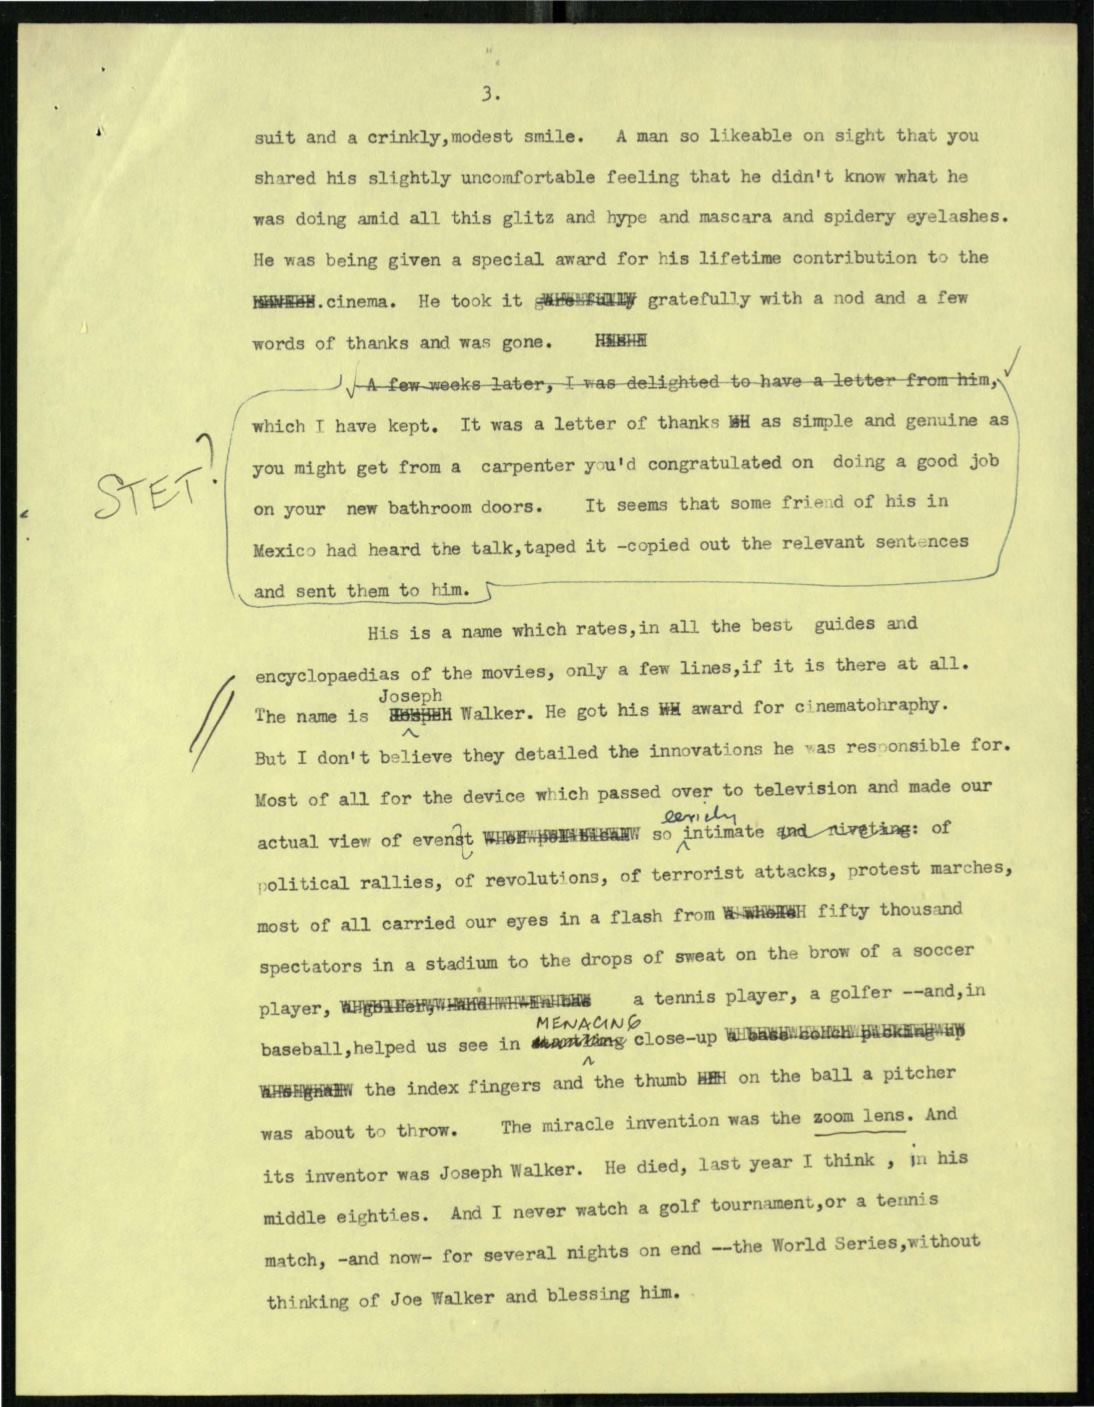 3.
suit and a crinkly,modest smile. A man so likeable on sight that you
shared his slightly uncomfortable feeling that he didn't know what he
was doing amid all this glitz and hype and mascara and spidery eyelashes.
He was being given a special award for his lifetime contribution to the
.cinema. He took it gratefully with a nod and a few
words of thanks and was gone.
A few weeks later, I was delighted to have a letter from him,
which I have kept. It was a letter of thanks as simple and genuine as
you might get from a carpenter you'd congratulated on doing a good job
STET?
on your new bathroom doors. It seems that some friend of his in
Mexico had heard the talk,taped it -copied out the relevant sentences
and sent them to him.
His is a name which rates,in all the best guides and
encyclopaedias of the movies, only a few lines,if it is there at all.
Joseph
The name is Walker. He got his award for cinematohraphy.
But I don't believe they detailed the innovations he was responsible for.
Most of all for the device which passed over to television and made our
eerily
actual view of evenst so intimate and riveting: of
political rallies, of revolutions, of terrorist attacks, protest marches,
most of all carried our eyes in a flash from fifty thousand
spectators in a stadium to the drops of sweat on the brow of a soccer
player, a tennis player, a golfer --and,in
MENACING
baseball,helped us see in close-up
the index fingers and the thumb on the ball a pitcher
was about to throw. The miracle invention was the zoom lens. And
its inventor was Joseph Walker. He died, last year I think , in his
middle eighties. And I never watch a golf tournament,or a tennis
match, -and now- for several nights on end --the World Series,without
thinking of Joe Walker and blessing him.